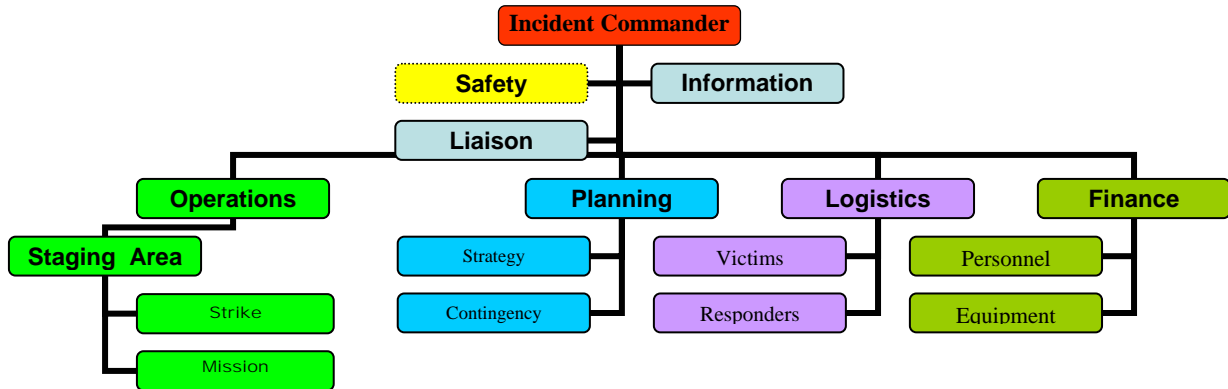 Incident Commander
Safety
Information
Liaison
Operations
Planning
Logistics
Finance
Staging Area
Strategy
Victims
Personnel
Strike
Contingency
Responders
Equipment
Mission